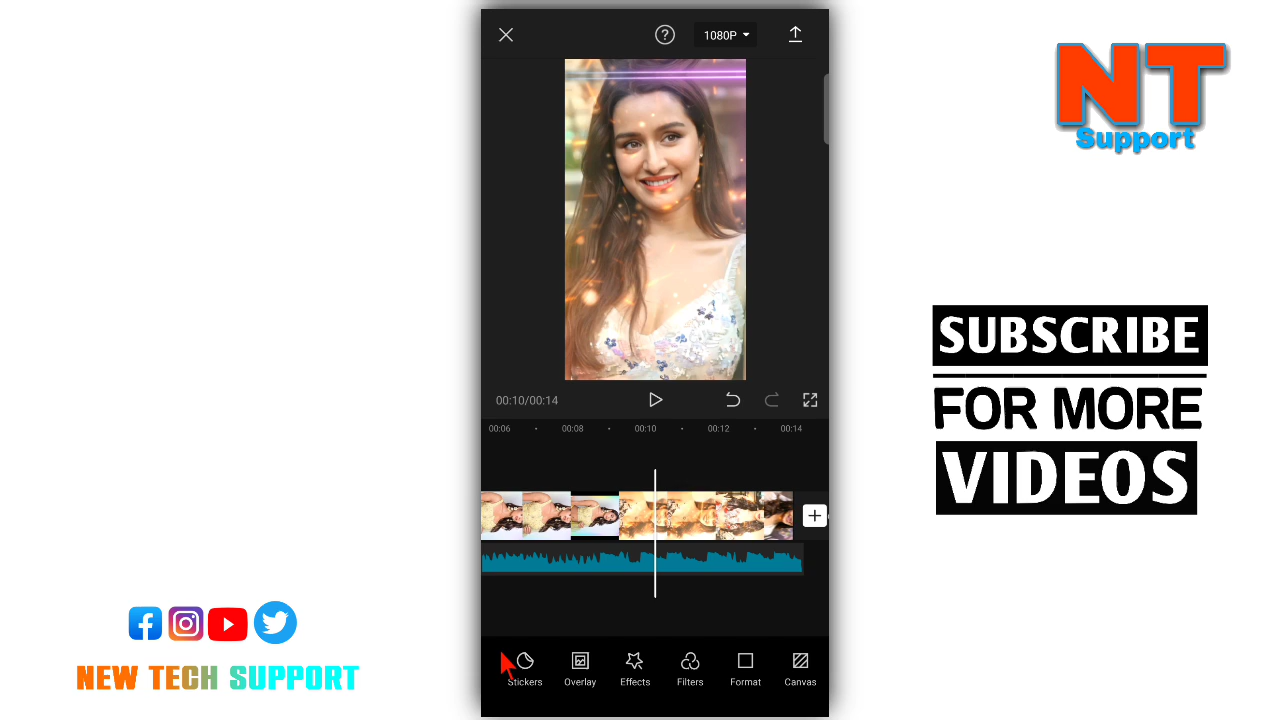 1080P
NT
Support
SUBSCRIBE
FOR MORE
VIDEOS
00:10/00:14
00:06 00:08 00:10 00:12 00:14
Stickers Overlay Effects Filters Format Canvas
NEW TECH SUPPORT